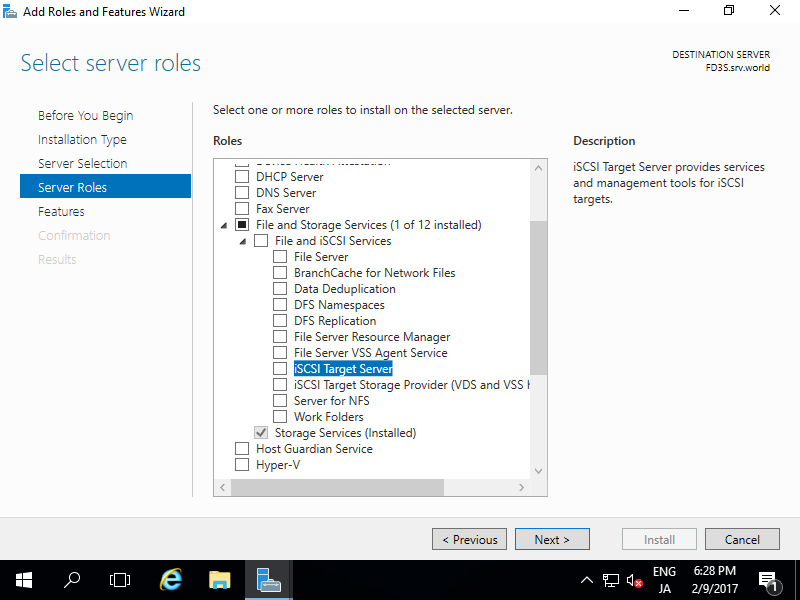 Add Roles and Features Wizard
Select server roles
DESTINATION SERVER
FD3S.srv.world
Before You Begin
Installation Type
Server Selection
Server Roles
Features
Confirmation
Results
Select one or more roles to install on the selected server.
Roles
DHCP Server
DNS Server
Fax Server
File and Storage Services (1 of 12 installed)
File and iSCSI Services
File Server
BranchCache for Network Files
Data Deduplication
DFS Namespaces
DFS Replication
File Server Resource Manager
File Server VSS Agent Service
iSCSI Target Server
iSCSI Target Storage Provider (VDS and VSS
Server for NFS
Work Folders
Storage Services (Installed)
Host Guardian Service
Hyper-V
Description
iSCSI Target Server provides services
and management tools for iSCSI
targets.
< Previous
Next >
Install
Cancel
ENG
JA
6:28 PM
2/9/2017
1